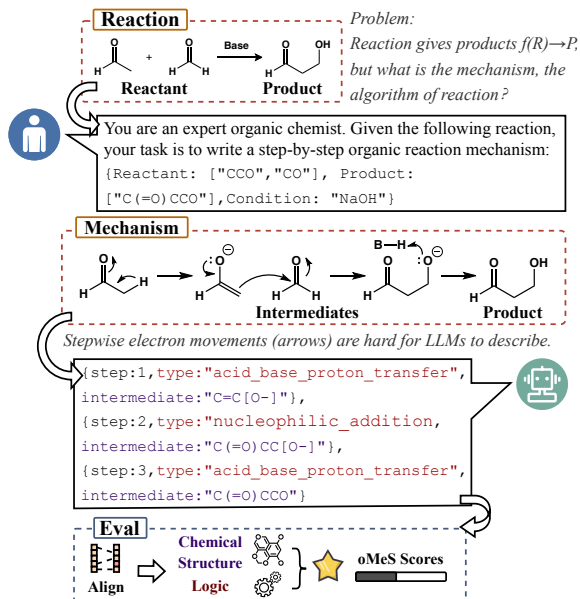 Reaction
Problem:
Reaction gives products f(R)→P,
but what is the mechanism, the
algorithm of reaction?
O
H
+
O
H
H
Base
O
OH
H
Reactant
Product
You are an expert organic chemist. Given the following reaction,
your task is to write a step-by-step organic reaction mechanism:
{Reactant: ["CCO","CO"], Product:
["C(=O)CCO"],Condition: "NaOH"}
Mechanism
O
H
H
:O:
H
O
H
H
B—H
O
:O:
H
O
OH
H
Intermediates
Product
Stepwise electron movements (arrows) are hard for LLMs to describe.
{step:1,type:"acid_base_proton_transfer",
intermediate:"C=C[O-]"},
{step:2,type:"nucleophilic_addition,
intermediate:"C(=O)CC[O-]"},
{step:3,type:"acid_base_proton_transfer",
intermediate:"C(=O)CCO"}
Eval
Align
Chemical
Structure
Logic
oMeS Scores